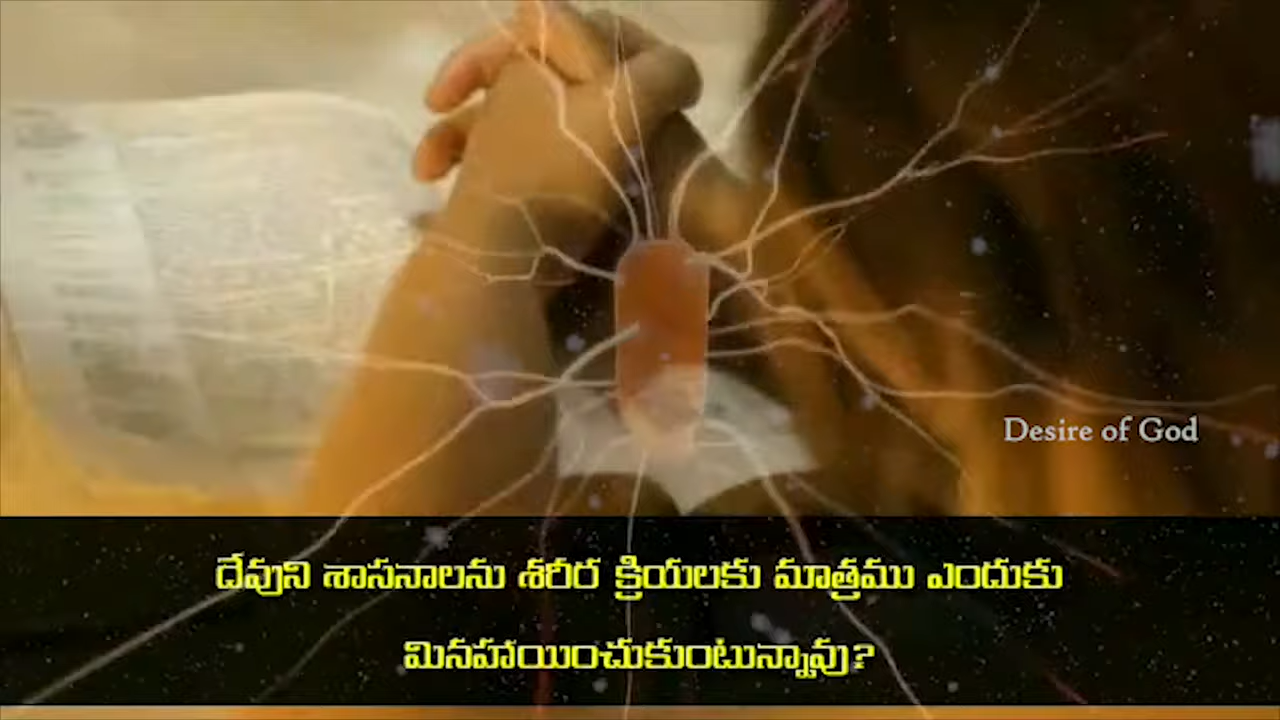 Desire of God
దేవుని శాసనాలను శరీర క్రియలకు మాత్రము ఎందుకు
మినహాయించుకుంటున్నావు?